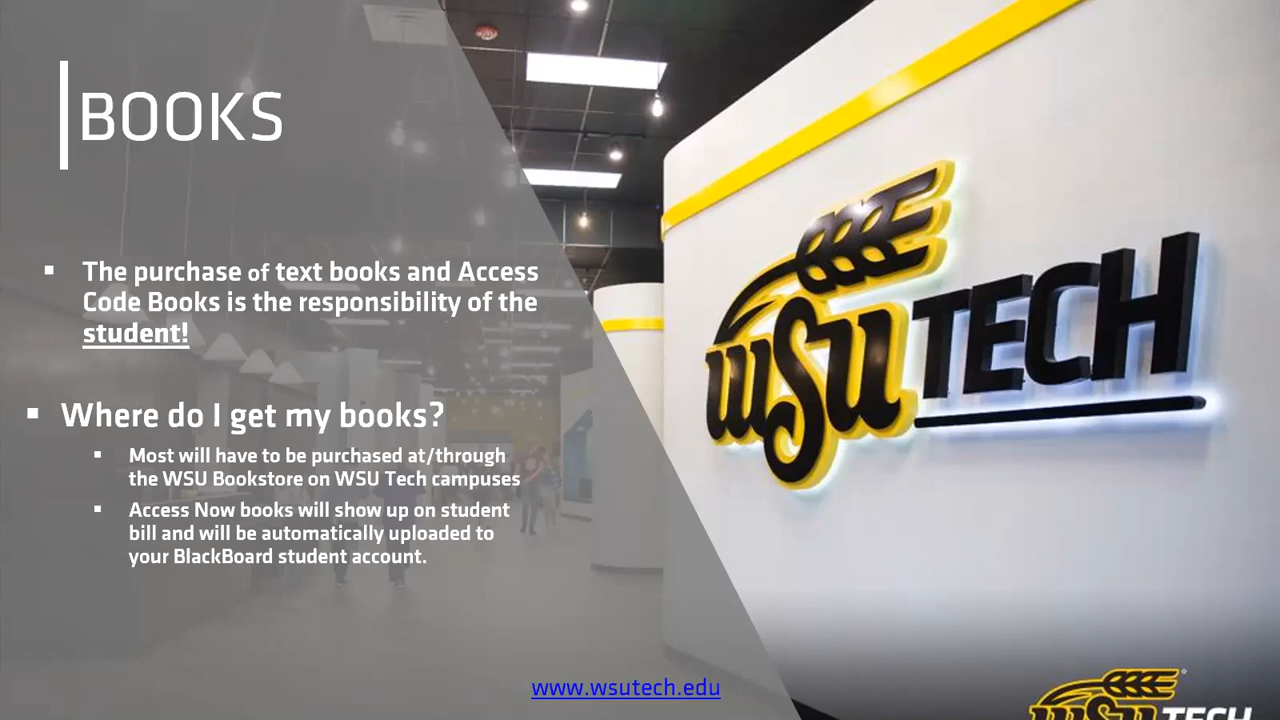 BOOKS
▪ The purchase of text books and Access
Code Books is the responsibility of the
student!
▪ Where do I get my books?
▪ Most will have to be purchased at/through
the WSU Bookstore on WSU Tech campuses
▪ Access Now books will show up on student
bill and will be automatically uploaded to
your BlackBoard student account.
WSU TECH
www.wsutech.edu
WSU TECH